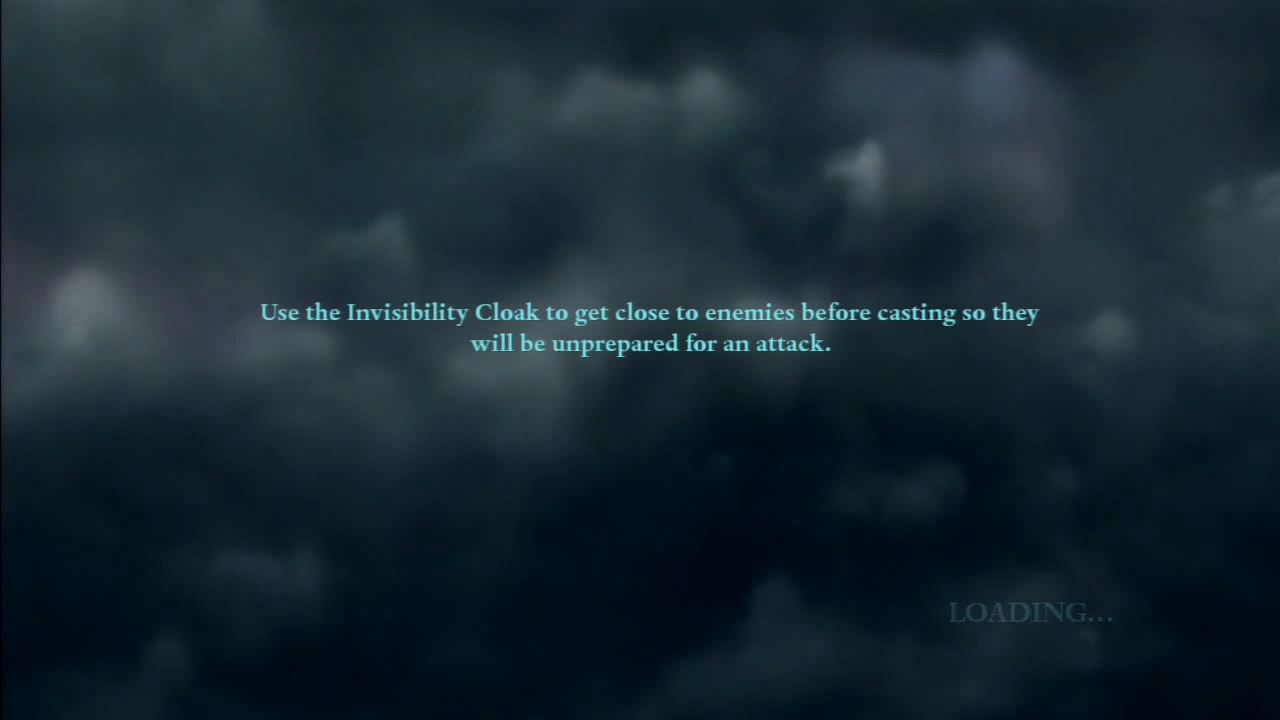 Use the Invisibility Cloak to get close to enemies before casting so they
will be unprepared for an attack.
LOADING...